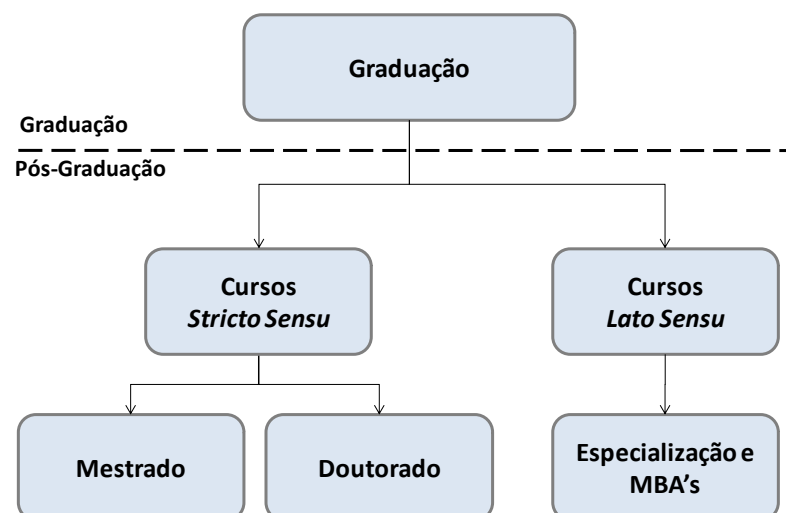 Graduação
Graduação
Pós-Graduação
Cursos
Stricto Sensu
Cursos
Lato Sensu
Mestrado
Doutorado
Especialização e
MBA's